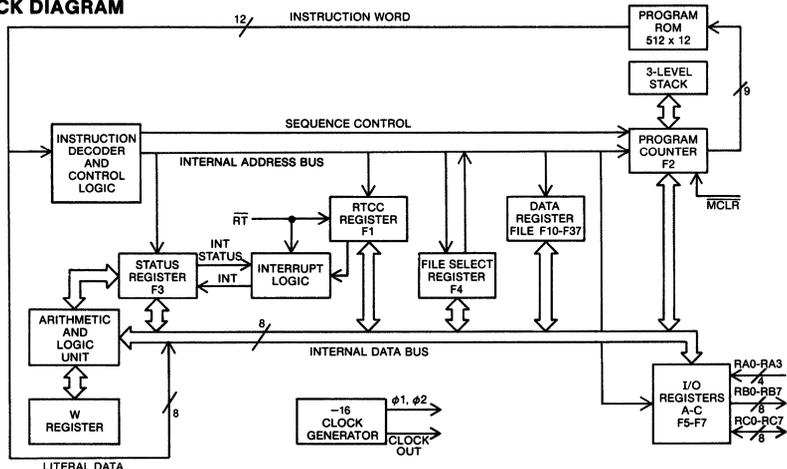 CK DIAGRAM
12
INSTRUCTION WORD
PROGRAM
ROM
512 x 12
3-LEVEL
STACK
9
SEQUENCE CONTROL
INSTRUCTION
DECODER
AND
CONTROL
LOGIC
INTERNAL ADDRESS BUS
PROGRAM
COUNTER
F2
MCLR
RT
RTCC
REGISTER
F1
DATA
REGISTER
FILE F10-F37
INT
STATUS
INT
STATUS
REGISTER
F3
INTERRUPT
LOGIC
FILE SELECT
REGISTER
F4
ARITHMETIC
AND
LOGIC
UNIT
8
INTERNAL DATA BUS
W
REGISTER
8
–16
CLOCK
GENERATOR
ϕ1, ϕ2
CLOCK
OUT
I/O
REGISTERS
A-C
F5-F7
RA0-RA3
4
RB0-RB7
8
RC0-RC7
8
LITERAL DATA